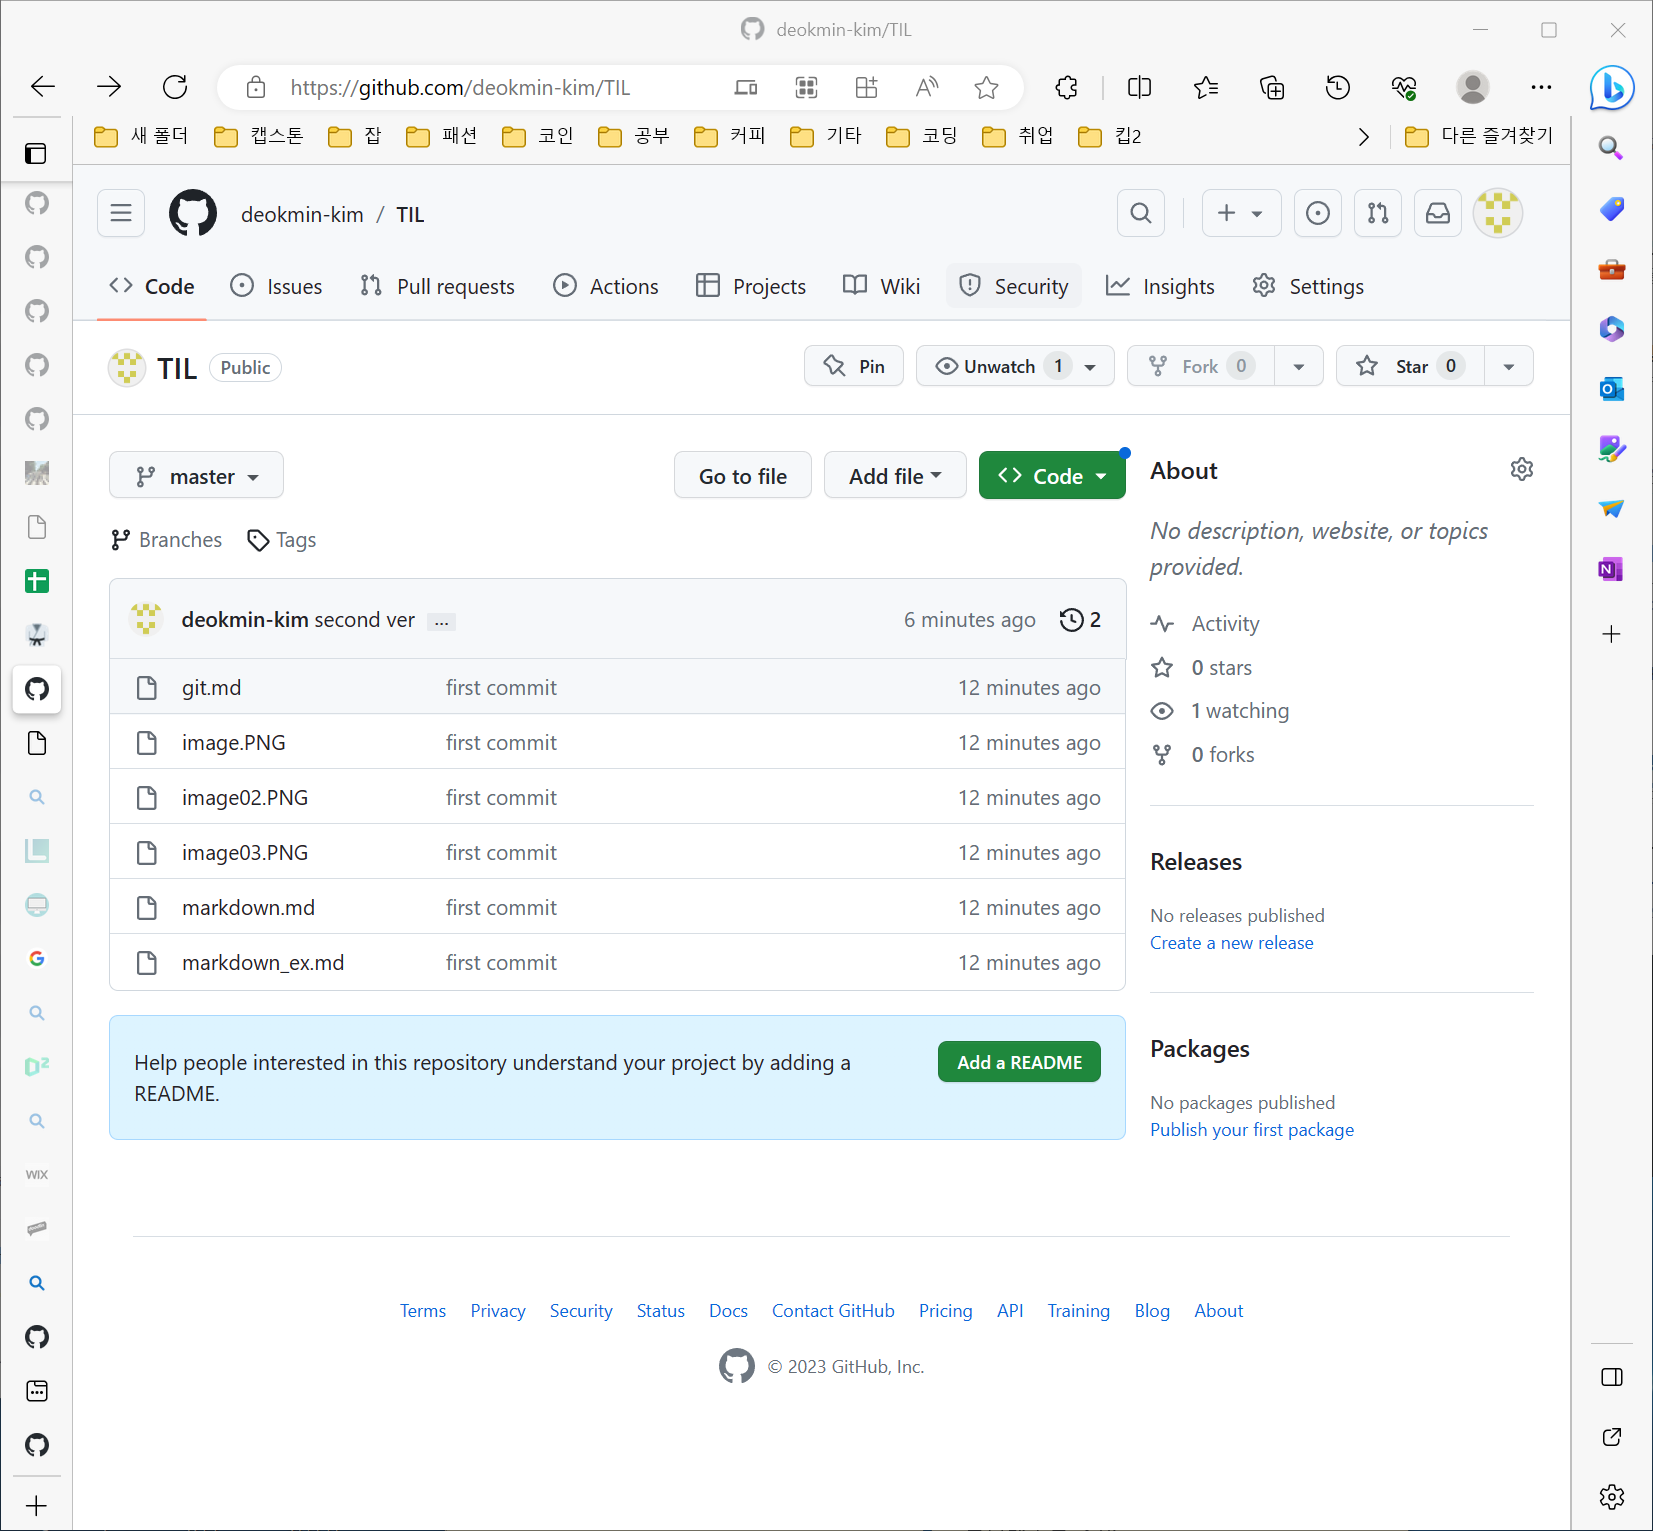 deokmin-kim/TIL
https://github.com/deokmin-kim/TIL
새 폴더 캡스톤 잡 패션 코인 공부 커피 기타 코딩 취업 킵2 다른 즐겨찾기
deokmin-kim / TIL
Code Issues Pull requests Actions Projects Wiki Security Insights Settings
TIL Public Pin Unwatch 1 Fork 0 Star 0
master Go to file Add file Code
Branches Tags
deokmin-kim second ver ... 6 minutes ago 2
git.md first commit 12 minutes ago
image.PNG first commit 12 minutes ago
image02.PNG first commit 12 minutes ago
image03.PNG first commit 12 minutes ago
markdown.md first commit 12 minutes ago
markdown_ex.md first commit 12 minutes ago
Help people interested in this repository understand your project by adding a
README.
Add a README
About
No description, website, or topics
provided.
Activity
0 stars
1 watching
0 forks
Releases
No releases published
Create a new release
Packages
No packages published
Publish your first package
WIX
Terms Privacy Security Status Docs Contact GitHub Pricing API Training Blog About
© 2023 GitHub, Inc.